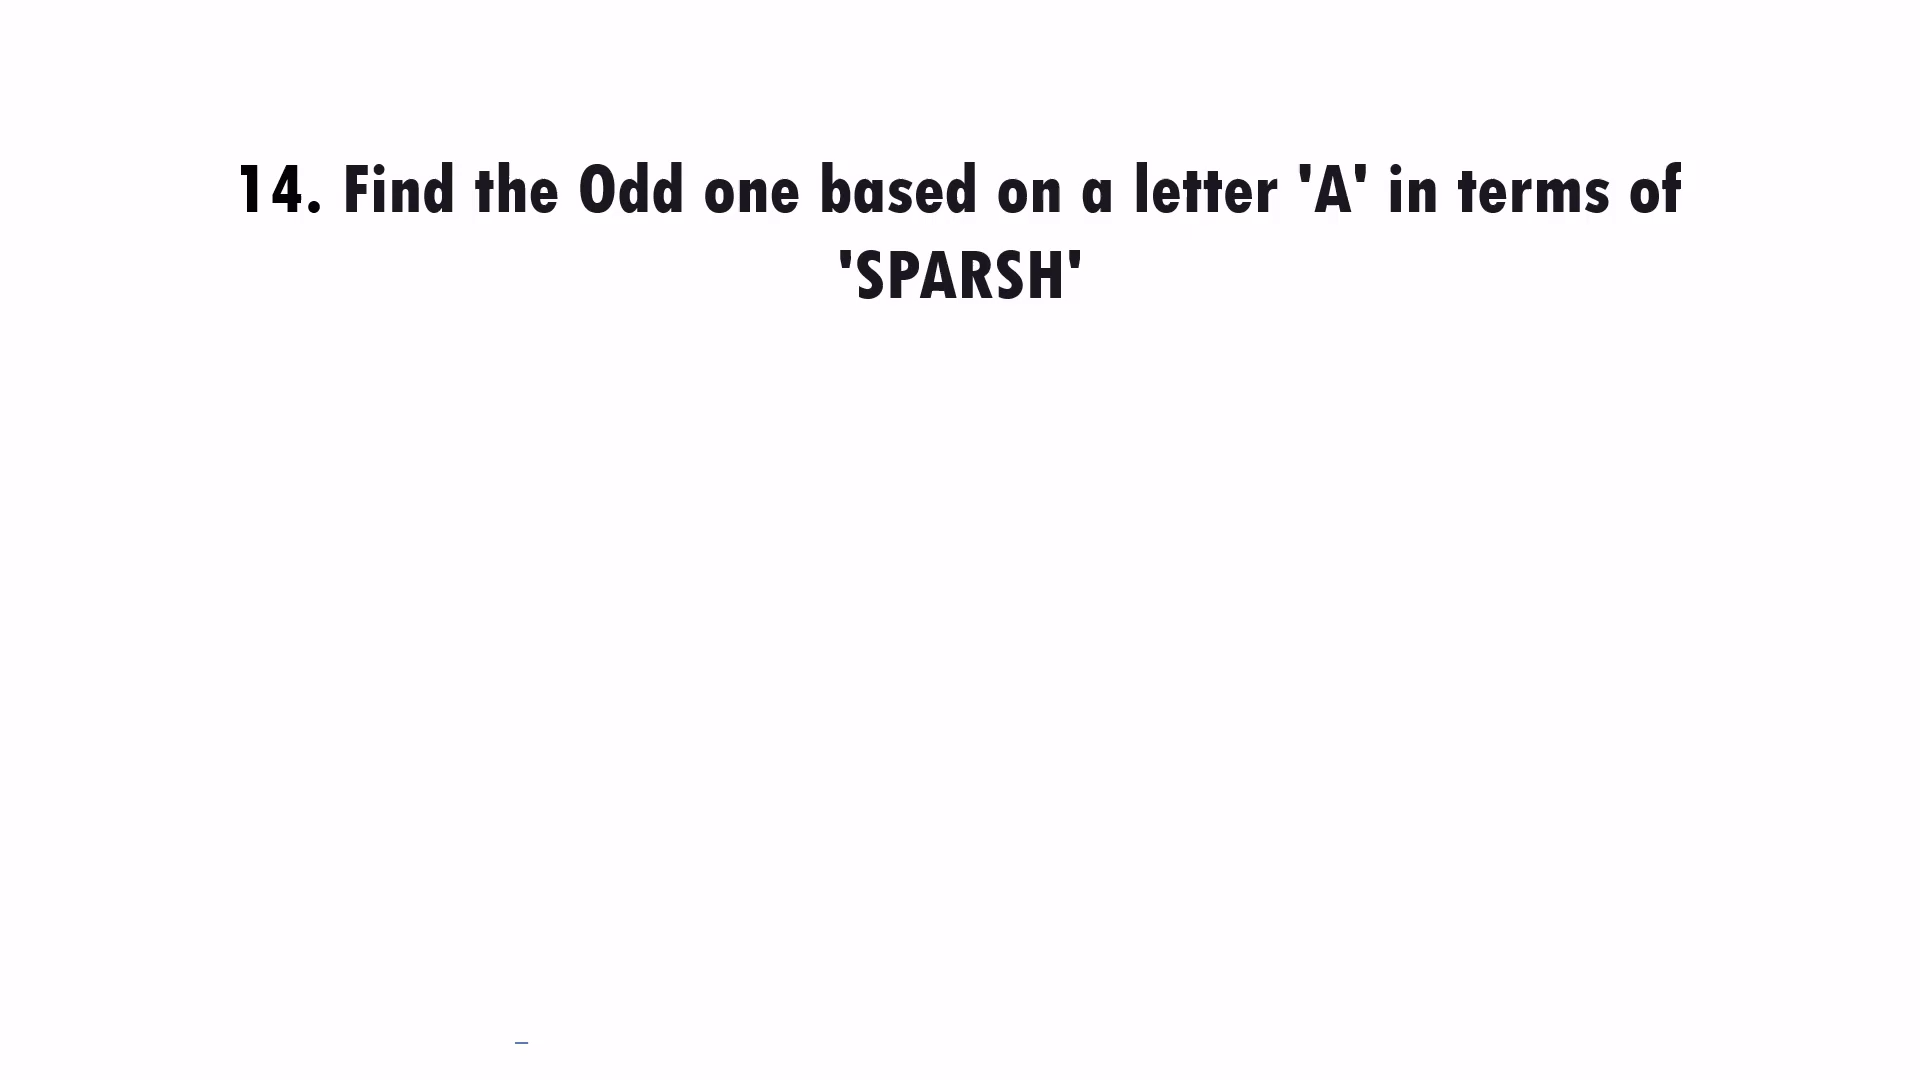 14. Find the Odd one based on a letter 'A' in terms of
'SPARSH'